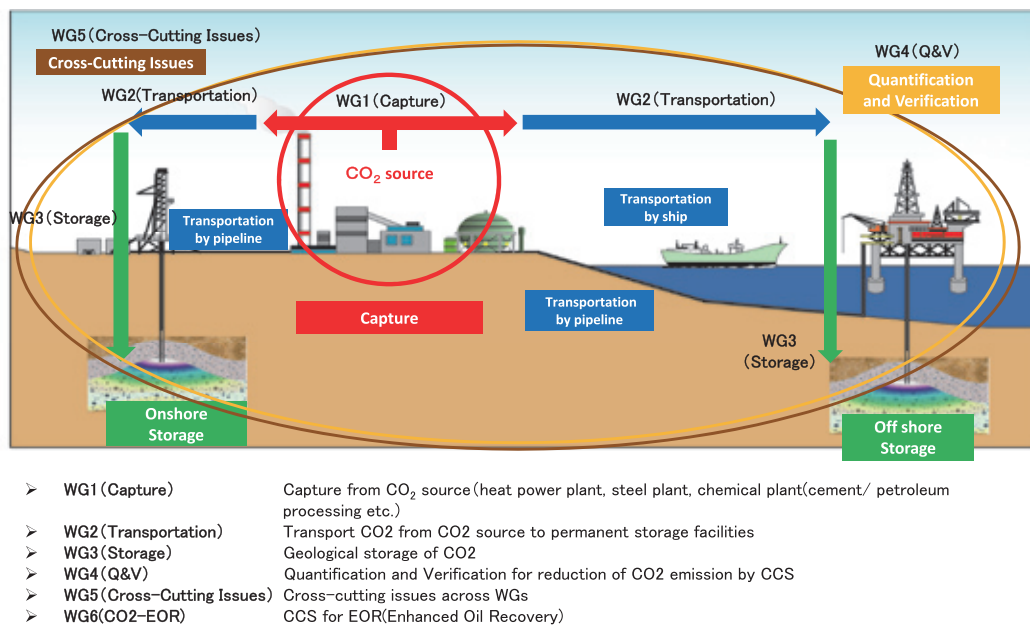 WG5(Cross-Cutting Issues)
Cross-Cutting Issues
WG4(Q&V)
Quantification
and Verification
WG2(Transportation)
WG1(Capture)
WG2(Transportation)
CO₂ source
WG3(Storage)
Transportation
by pipeline
Transportation
by ship
Capture
Transportation
by pipeline
WG3
(Storage)
Onshore
Storage
Off shore
Storage
➢ WG1(Capture) Capture from CO₂ source(heat power plant, steel plant, chemical plant(cement/ petroleum
processing etc.)
➢ WG2(Transportation) Transport CO2 from CO2 source to permanent storage facilities
➢ WG3(Storage) Geological storage of CO2
➢ WG4(Q&V) Quantification and Verification for reduction of CO2 emission by CCS
➢ WG5(Cross-Cutting Issues) Cross-cutting issues across WGs
➢ WG6(CO2-EOR) CCS for EOR(Enhanced Oil Recovery)